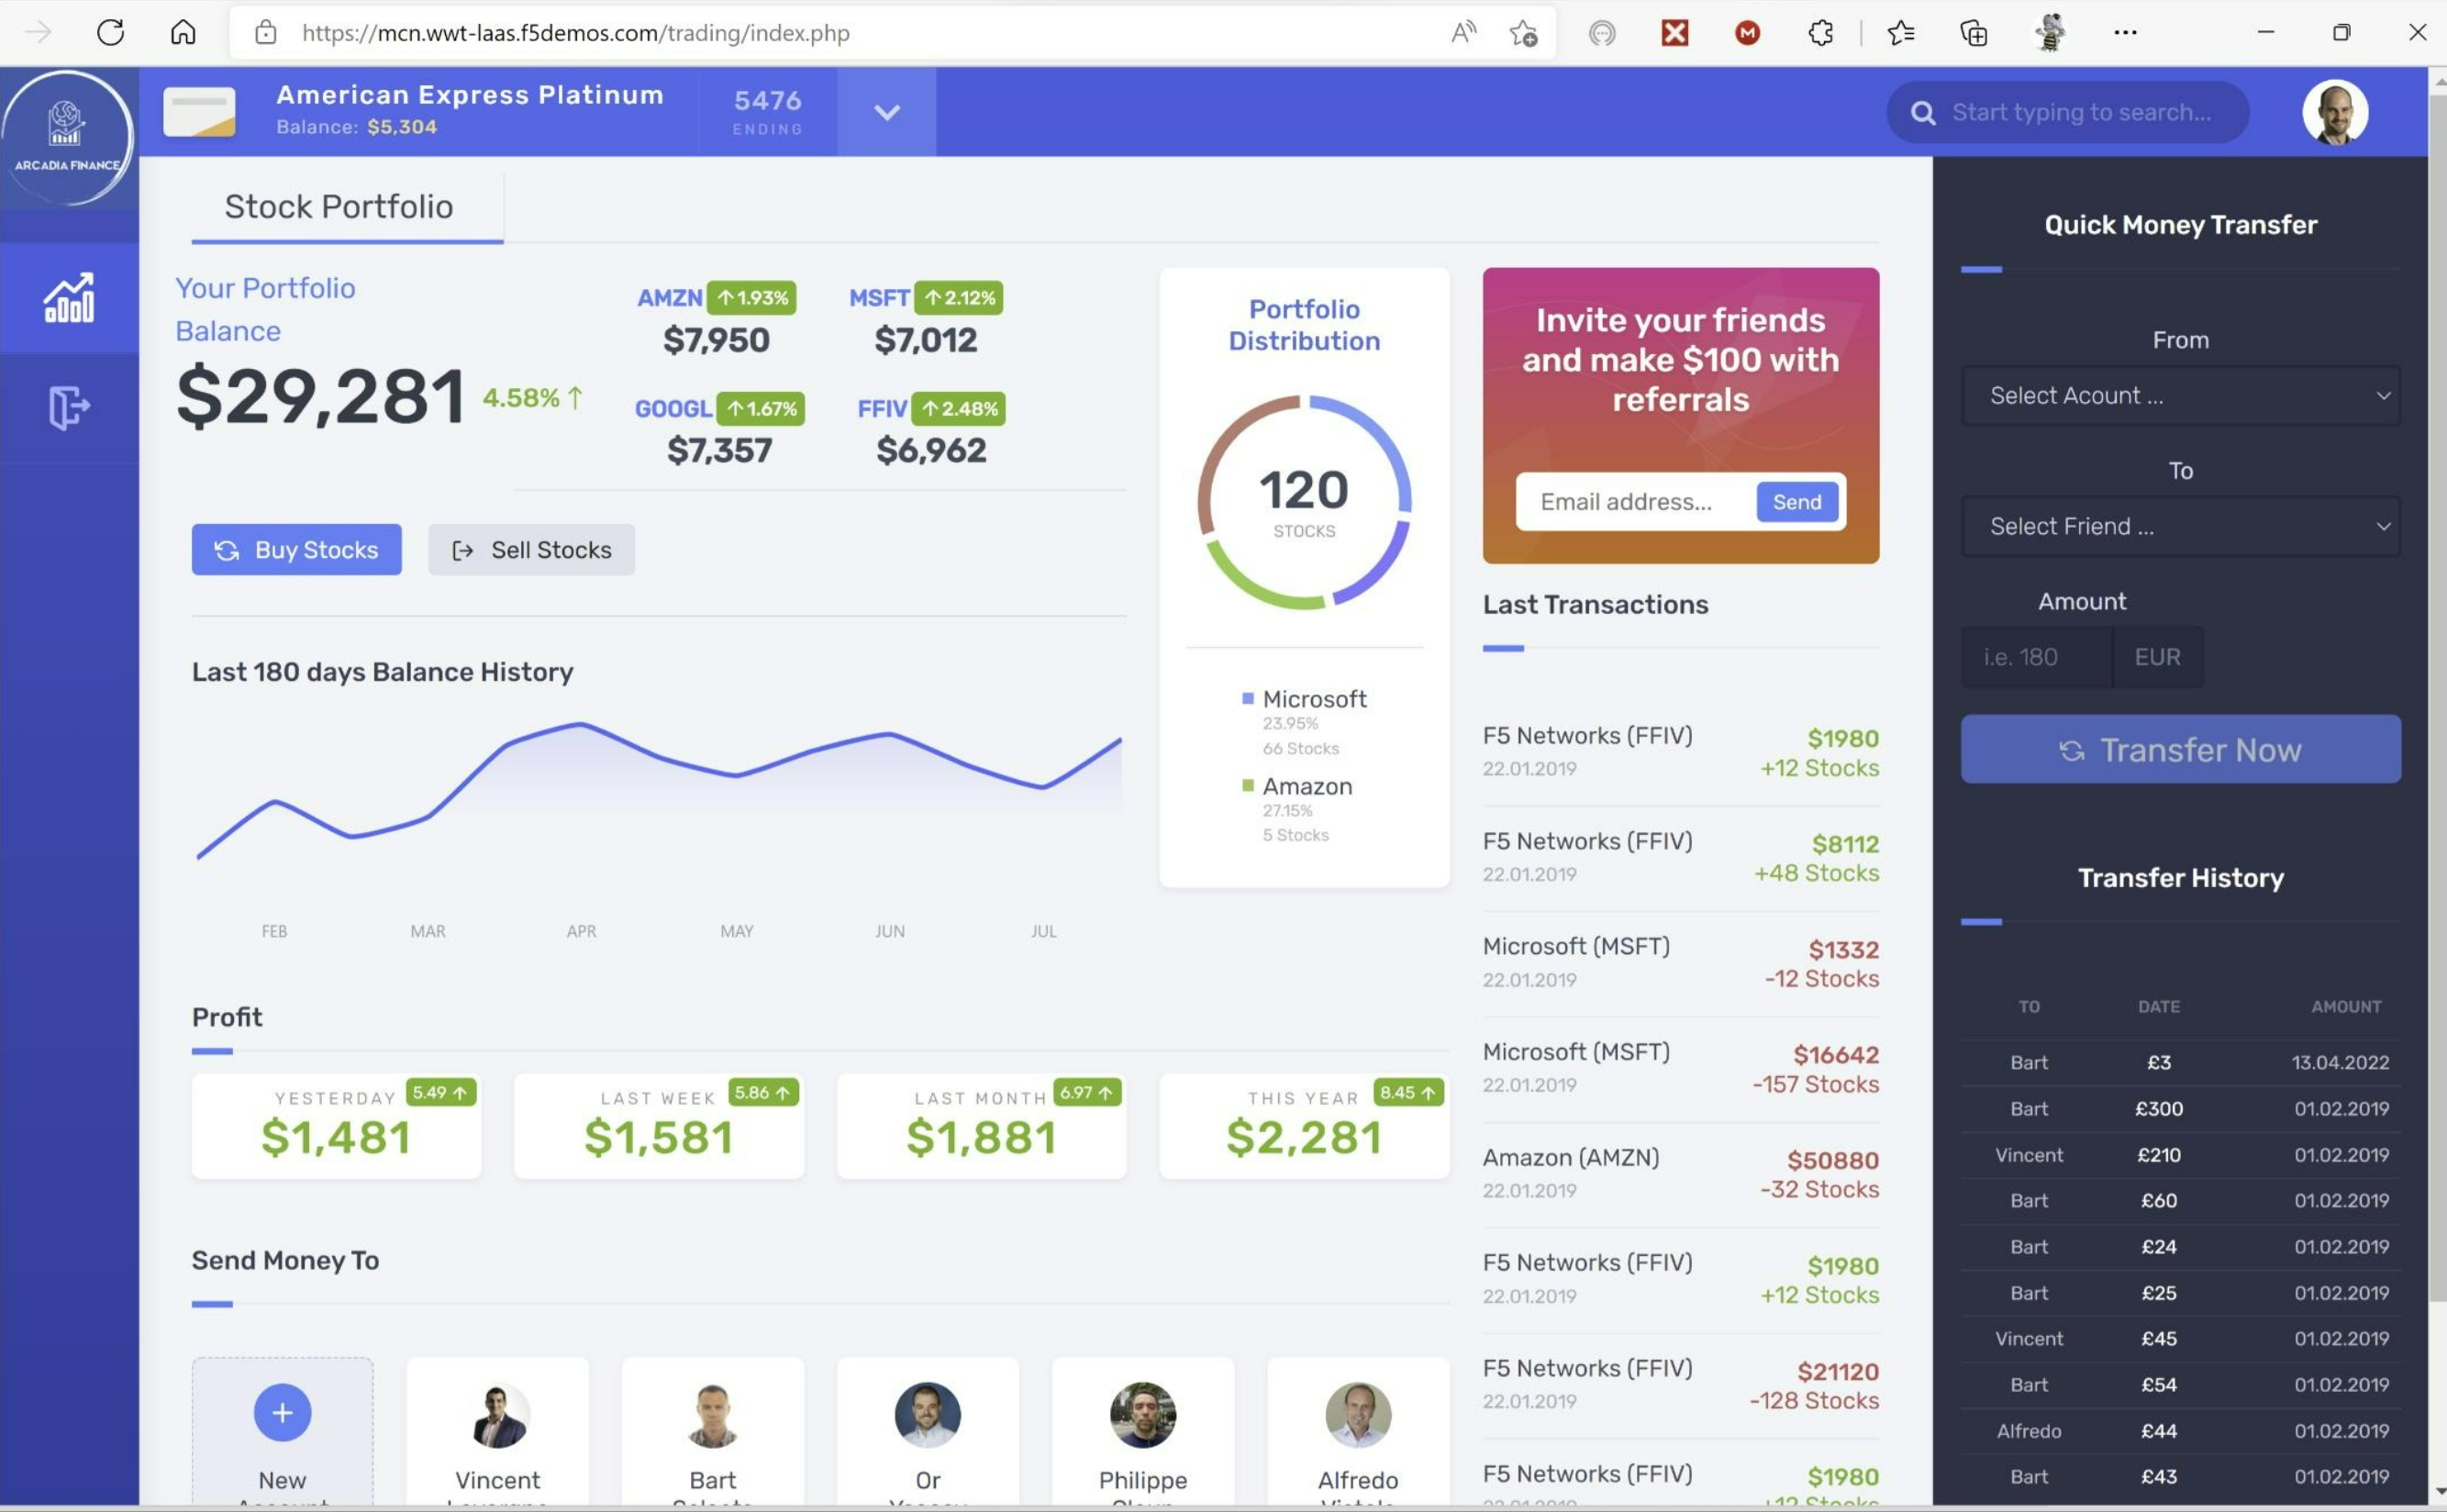 https://mcn.wwt-laas.f5demos.com/trading/index.php
ARCADIA FINANCE
American Express Platinum
Balance: $5,304
5476
ENDING
Start typing to search...
Stock Portfolio
Your Portfolio
Balance
$29,281 4.58% ↑
AMZN ↑1.93%
$7,950
MSFT ↑2.12%
$7,012
GOOGL ↑1.67%
$7,357
FFIV ↑2.48%
$6,962
Buy Stocks
Sell Stocks
Last 180 days Balance History
FEB MAR APR MAY JUN JUL
Portfolio
Distribution
120
STOCKS
Microsoft
23.95%
66 Stocks
Amazon
27.15%
5 Stocks
Profit
YESTERDAY 5.49 ↑
$1,481
LAST WEEK 5.86 ↑
$1,581
LAST MONTH 6.97 ↑
$1,881
THIS YEAR 8.45 ↑
$2,281
Send Money To
New
Vincent
Bart
Or
Philippe
Alfredo
Invite your friends
and make $100 with
referrals
Email address...
Send
Last Transactions
F5 Networks (FFIV) $1980
22.01.2019 +12 Stocks
F5 Networks (FFIV) $8112
22.01.2019 +48 Stocks
Microsoft (MSFT) $1332
22.01.2019 -12 Stocks
Microsoft (MSFT) $16642
22.01.2019 -157 Stocks
Amazon (AMZN) $50880
22.01.2019 -32 Stocks
F5 Networks (FFIV) $1980
22.01.2019 +12 Stocks
F5 Networks (FFIV) $21120
22.01.2019 -128 Stocks
F5 Networks (FFIV) $1980
Quick Money Transfer
From
Select Acount ...
To
Select Friend ...
Amount
i.e. 180 EUR
Transfer Now
Transfer History
TO DATE AMOUNT
Bart £3 13.04.2022
Bart £300 01.02.2019
Vincent £210 01.02.2019
Bart £60 01.02.2019
Bart £24 01.02.2019
Bart £25 01.02.2019
Vincent £45 01.02.2019
Bart £54 01.02.2019
Alfredo £44 01.02.2019
Bart £43 01.02.2019